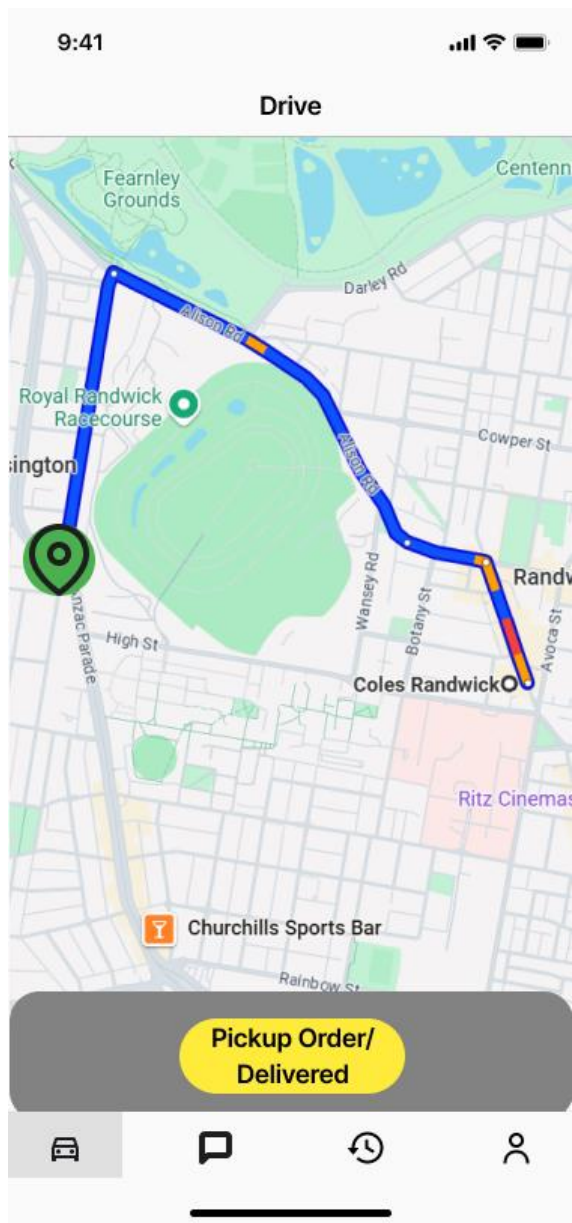 9:41
Drive
Centenn
Fearnley
Grounds
Darley Rd
Alison Rd
Royal Randwick
Racecourse
Cowper St
Alison Rd
sington
Randw
Wansey Rd
Botany St
Avoca St
Anzac Parade
High St
Coles Randwick
Ritz Cinemas
Churchills Sports Bar
Rainbow St
Pickup Order/
Delivered